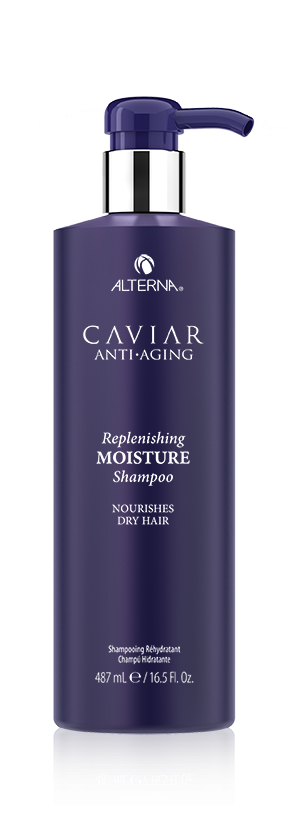 ALTERNA®
CAVIAR
ANTI•AGING
Replenishing
MOISTURE
Shampoo
NOURISHES
DRY HAIR
Shampooing Réhydratant
Champú Hidratante
487 mL ℮ / 16.5 Fl. Oz.